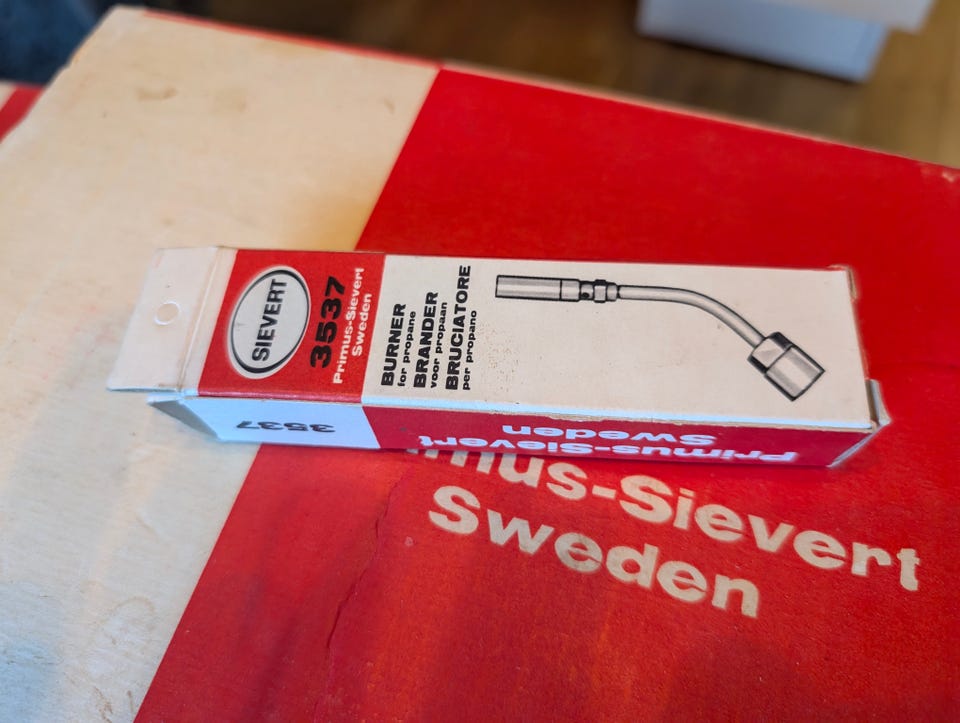 SIEVERT
3537
Primus-Sievert
Sweden
BURNER
for propane
BRANDER
voor propaan
BRUCIATORE
per propano
3537
Primus-Sievert
Sweden
mus-Sievert
Sweden